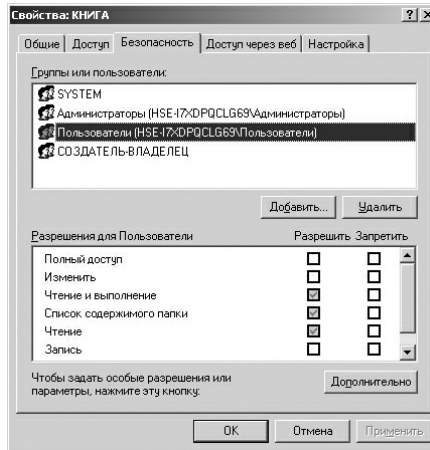 Свойства: КНИГА
Общие Доступ Безопасность Доступ через веб Настройка
Группы или пользователи:
SYSTEM
Администраторы (HSE-I7XDPQCLG69\Администраторы)
Пользователи (HSE-I7XDPQCLG69\Пользователи)
СОЗДАТЕЛЬ-ВЛАДЕЛЕЦ
Добавить... Удалить
Разрешения для Пользователи Разрешить Запретить
Полный доступ
Изменить
Чтение и выполнение
Список содержимого папки
Чтение
Запись
Чтобы задать особые разрешения или
параметры, нажмите эту кнопку:
Дополнительно
OK Отмена Применить